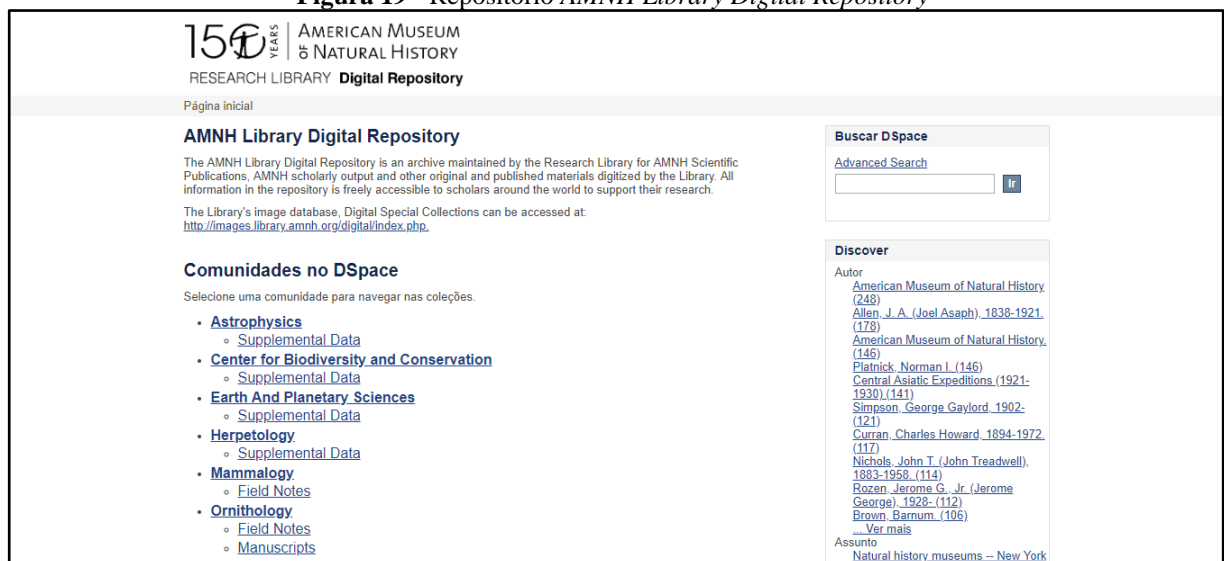 Figura 19 - Repositório AMNH Library Digital Repository
150 YEARS
AMERICAN MUSEUM
OF NATURAL HISTORY
RESEARCH LIBRARY Digital Repository
Página inicial
AMNH Library Digital Repository
The AMNH Library Digital Repository is an archive maintained by the Research Library for AMNH Scientific
Publications, AMNH scholarly output and other original and published materials digitized by the Library. All
information in the repository is freely accessible to scholars around the world to support their research.
The Library's image database, Digital Special Collections can be accessed at:
http://images.library.amnh.org/digital/index.php.
Comunidades no DSpace
Selecione uma comunidade para navegar nas coleções.
Astrophysics
Supplemental Data
Center for Biodiversity and Conservation
Supplemental Data
Earth And Planetary Sciences
Supplemental Data
Herpetology
Supplemental Data
Mammalogy
Field Notes
Ornithology
Field Notes
Manuscripts
Buscar DSpace
Advanced Search
Ir
Discover
Autor
American Museum of Natural History
(248)
Allen, J. A. (Joel Asaph), 1838-1921.
(178)
American Museum of Natural History.
(146)
Platnick, Norman I. (146)
Central Asiatic Expeditions (1921-
1930) (141)
Simpson, George Gaylord, 1902-
(121)
Curran, Charles Howard, 1894-1972.
(117)
Nichols, John T. (John Treadwell),
1883-1958. (114)
Rozen, Jerome G., Jr. (Jerome
George), 1928- (112)
Brown, Barnum. (106)
... Ver mais
Assunto
Natural history museums -- New York